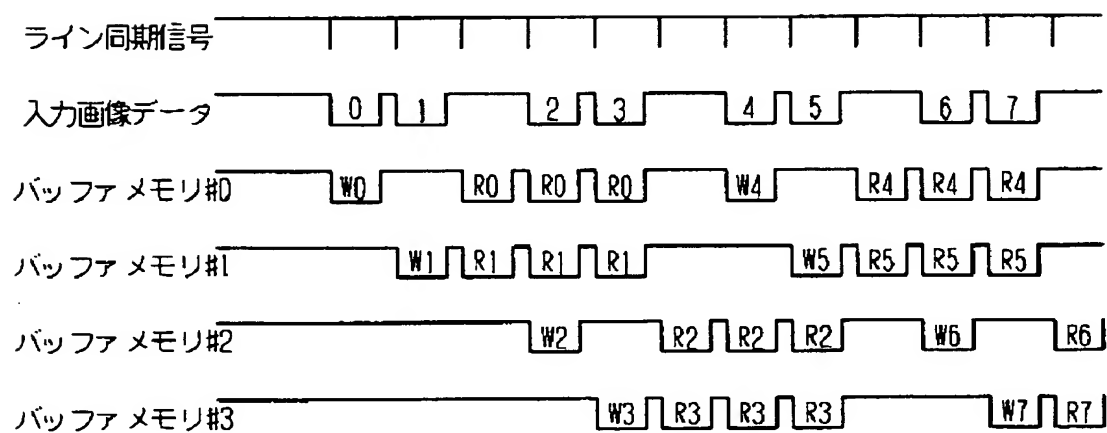 ライン同期信号
入力画像データ 0 1 2 3 4 5 6 7
バッファメモリ#0 W0 R0 R0 R0 W4 R4 R4 R4
バッファメモリ#1 W1 R1 R1 R1 W5 R5 R5 R5
バッファメモリ#2 W2 R2 R2 R2 W6 R6
バッファメモリ#3 W3 R3 R3 R3 W7 R7